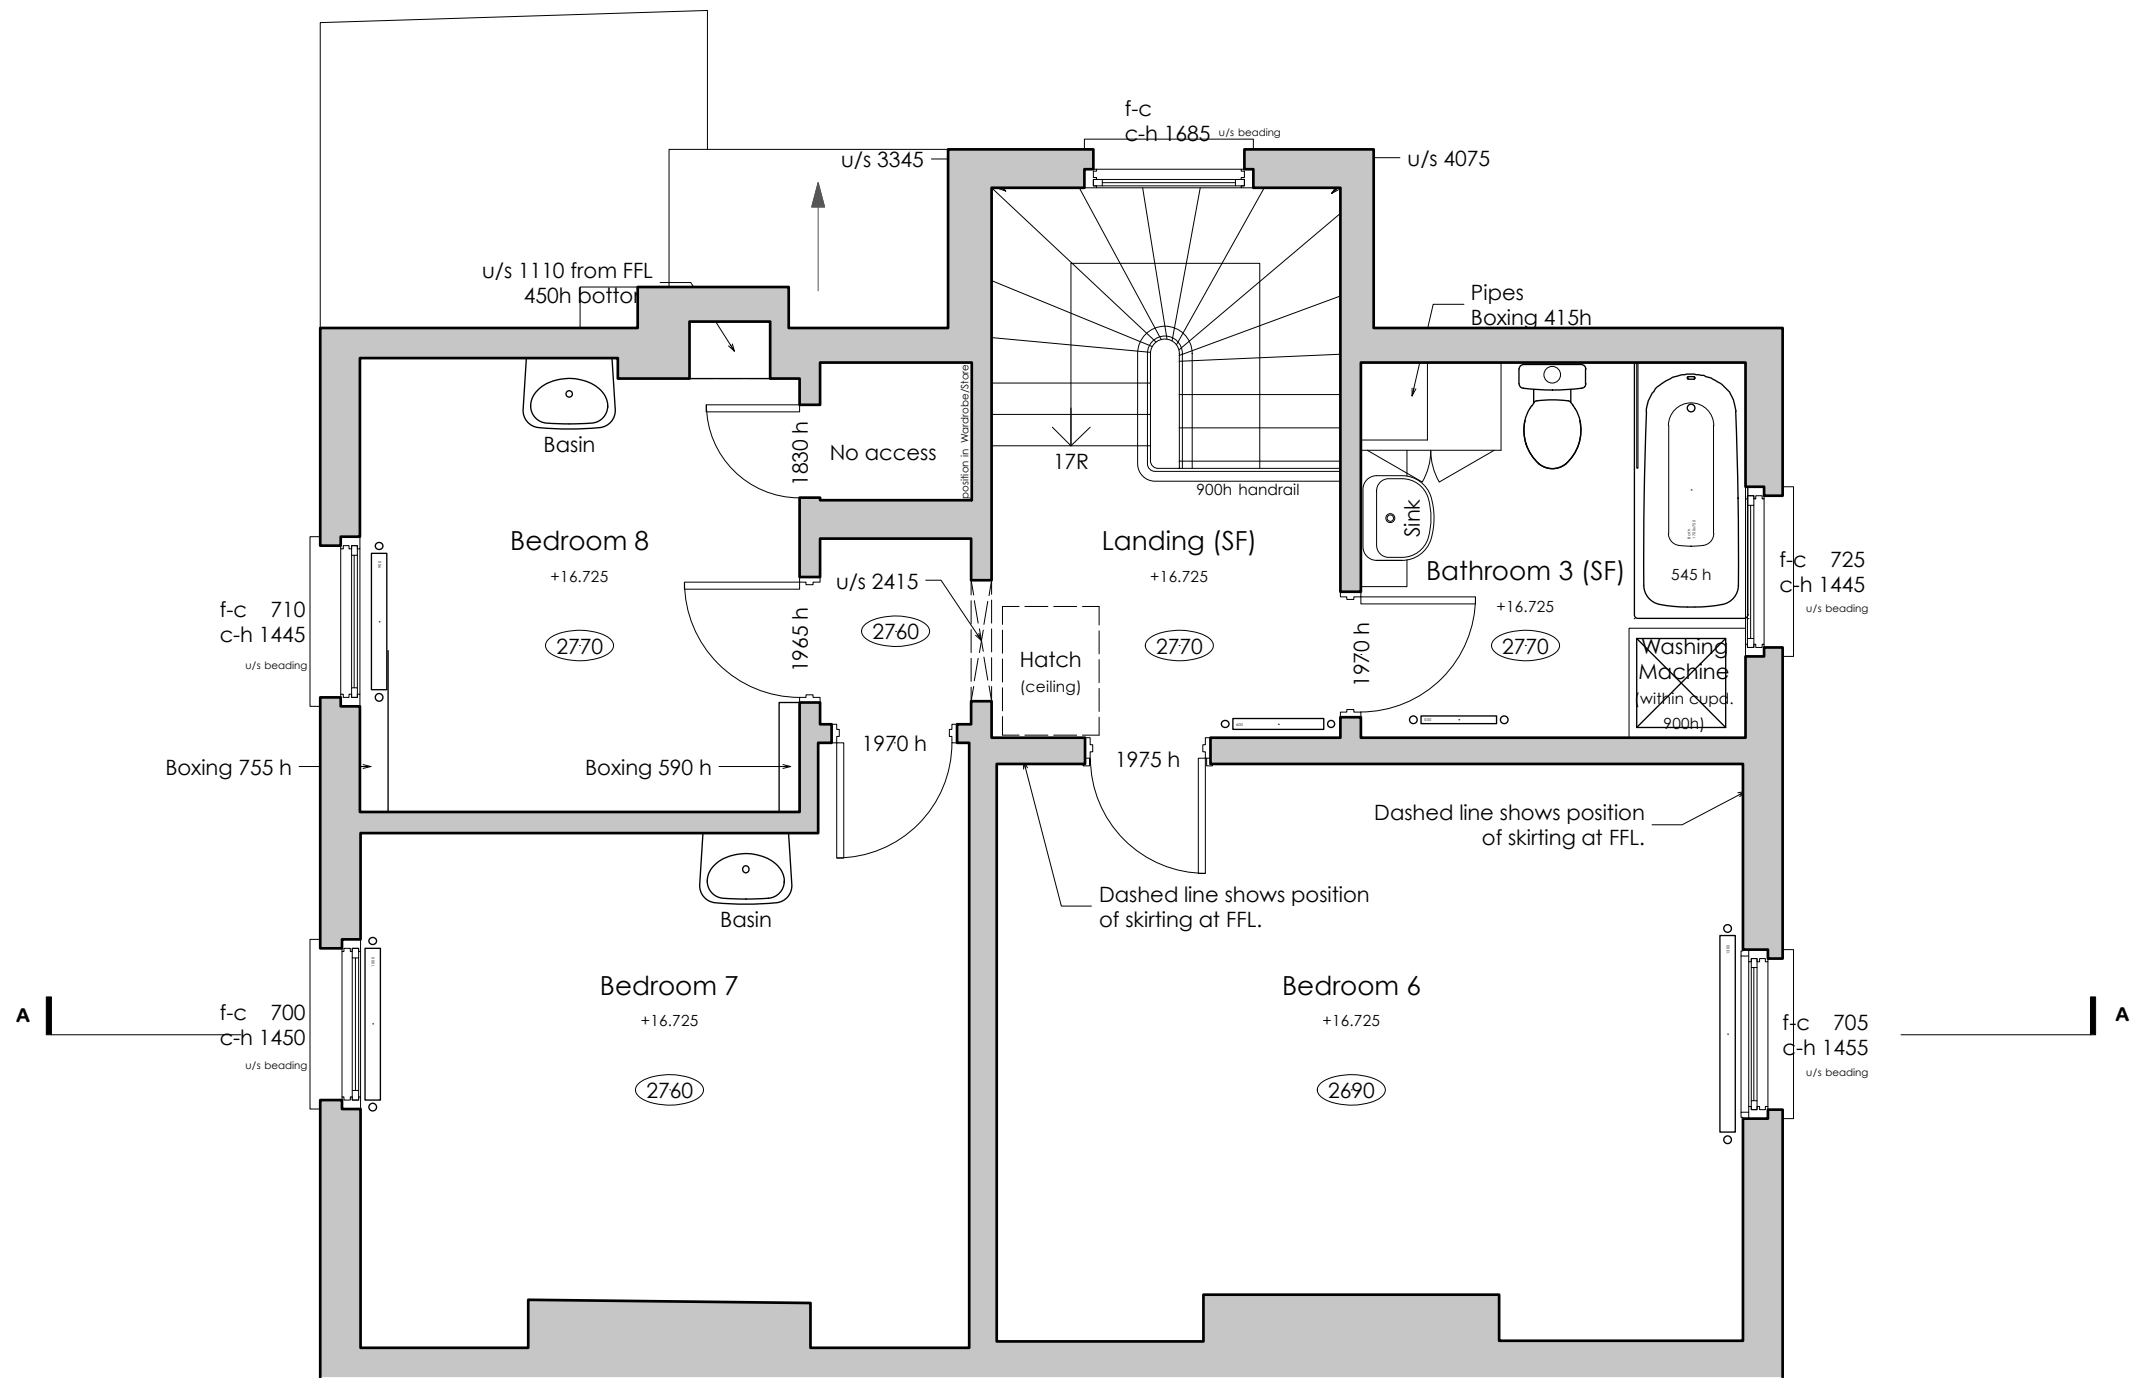 f-c
c-h 1685 u/s beading
u/s 3345
u/s 4075
u/s 1110 from FFL
450h
Pipes
Boxing 415h
Basin
1830 h
No access
position in Wardrobe/Store
17R
900h handrail
Sink
Bedroom 8
+16.725
2770
Landing (SF)
+16.725
2770
Bathroom 3 (SF)
+16.725
2770
545 h
f-c 725
c-h 1445
u/s beading
f-c 710
c-h 1445
u/s beading
u/s 2415
1965 h
2760
Hatch
(ceiling)
1970 h
Washing
Machine
(within cupd.
900h)
Boxing 755 h
Boxing 590 h
1970 h
1975 h
Dashed line shows position
of skirting at FFL.
Dashed line shows position
of skirting at FFL.
Basin
Bedroom 7
+16.725
2760
Bedroom 6
+16.725
2690
f-c 700
c-h 1450
u/s beading
f-c 705
c-h 1455
u/s beading
A
A